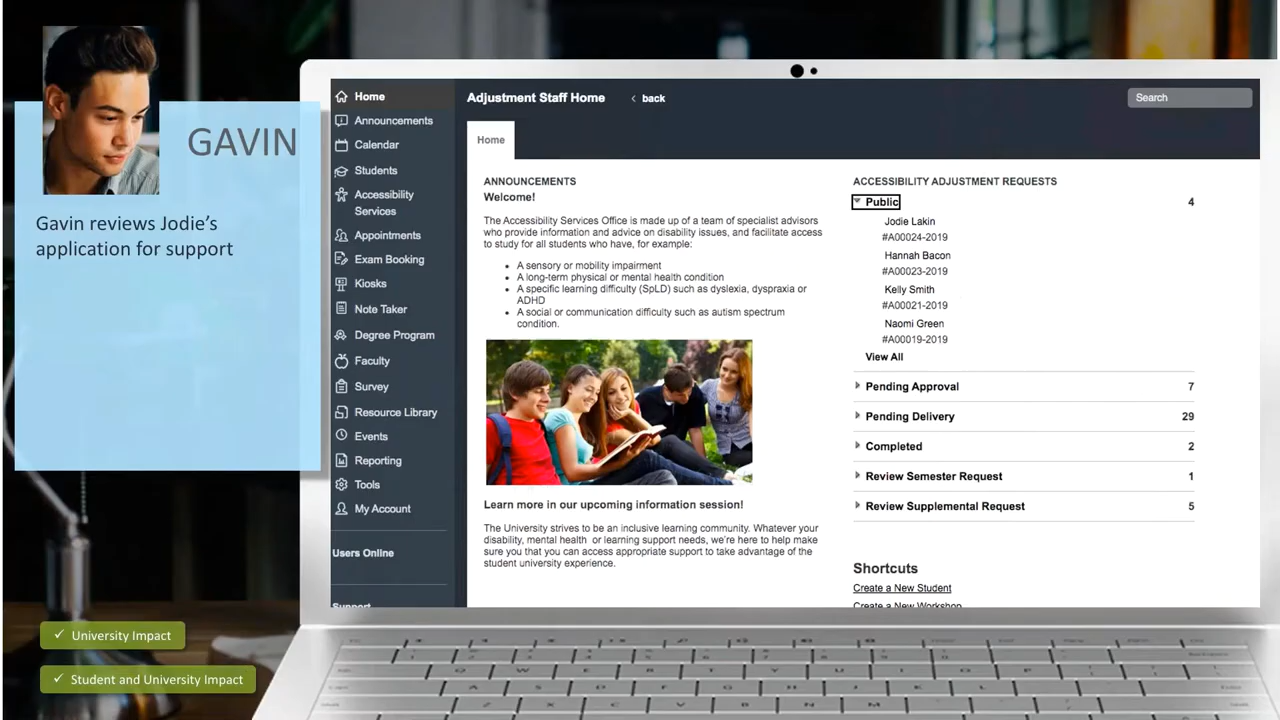 GAVIN
Gavin reviews Jodie’s
application for support
✓ University Impact
✓ Student and University Impact
Home
Announcements
Calendar
Students
Accessibility
Services
Appointments
Exam Booking
Kiosks
Note Taker
Degree Program
Faculty
Survey
Resource Library
Events
Reporting
Tools
My Account
Users Online
Support
Adjustment Staff Home
‹ back
Search
Home
ANNOUNCEMENTS
Welcome!
The Accessibility Services Office is made up of a team of specialist advisors
who provide information and advice on disability issues, and facilitate access
to study for all students who have, for example:
• A sensory or mobility impairment
• A long-term physical or mental health condition
• A specific learning difficulty (SpLD) such as dyslexia, dyspraxia or
ADHD
• A social or communication difficulty such as autism spectrum
condition.
Learn more in our upcoming information session!
The University strives to be an inclusive learning community. Whatever your
disability, mental health or learning support needs, we're here to help make
sure you that you can access appropriate support to take advantage of the
student university experience.
ACCESSIBILITY ADJUSTMENT REQUESTS
Public 4
Jodie Lakin
#A00024-2019
Hannah Bacon
#A00023-2019
Kelly Smith
#A00021-2019
Naomi Green
#A00019-2019
View All
Pending Approval 7
Pending Delivery 29
Completed 2
Review Semester Request 1
Review Supplemental Request 5
Shortcuts
Create a New Student
Create a New Workshop